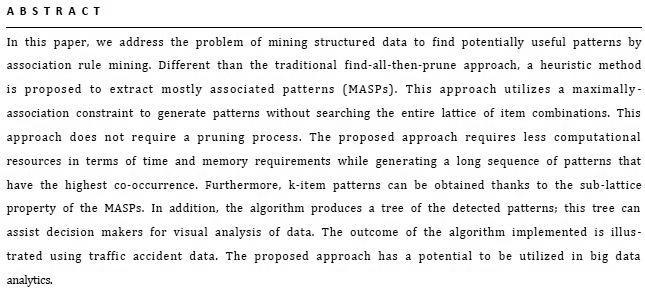 A B S T R A C T
In this paper, we address the problem of mining structured data to find potentially useful patterns by
association rule mining. Different than the traditional find-all-then-prune approach, a heuristic method
is proposed to extract mostly associated patterns (MASPs). This approach utilizes a maximally-
association constraint to generate patterns without searching the entire lattice of item combinations. This
approach does not require a pruning process. The proposed approach requires less computational
resources in terms of time and memory requirements while generating a long sequence of patterns that
have the highest co-occurrence. Furthermore, k-item patterns can be obtained thanks to the sub-lattice
property of the MASPs. In addition, the algorithm produces a tree of the detected patterns; this tree can
assist decision makers for visual analysis of data. The outcome of the algorithm implemented is illus-
trated using traffic accident data. The proposed approach has a potential to be utilized in big data
analytics.